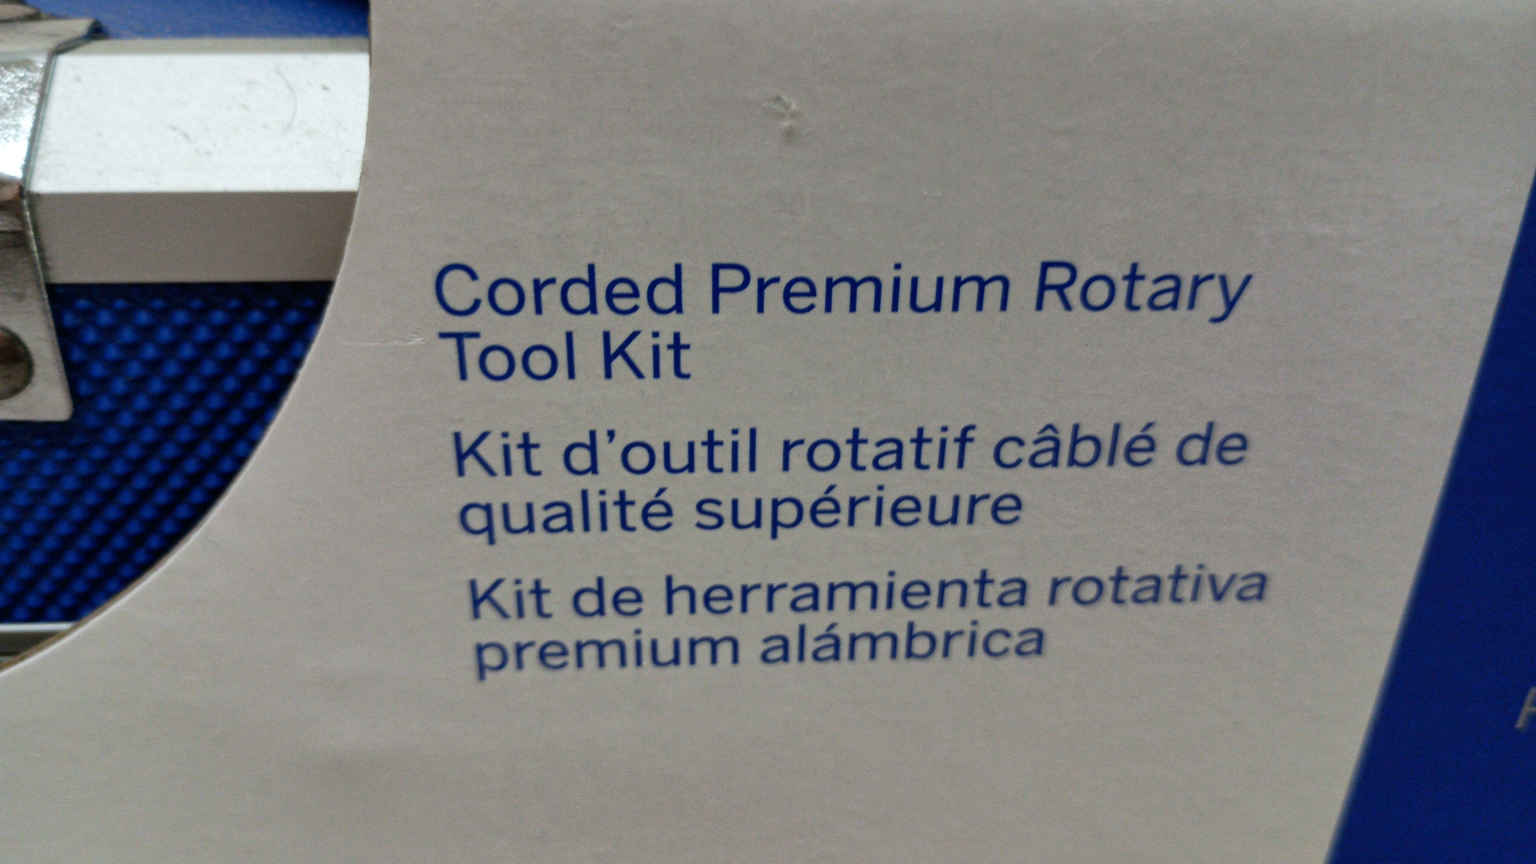 Corded Premium Rotary
Tool Kit
Kit d'outil rotatif câblé de
qualité supérieure
Kit de herramienta rotativa
premium alámbrica